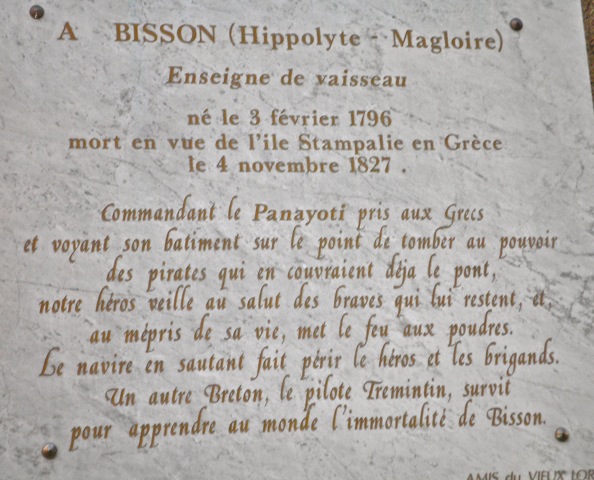 A BISSON (Hippolyte - Magloire)
Enseigne de vaisseau
né le 3 février 1796
mort en vue de l'ile Stampalie en Grèce
le 4 novembre 1827 .
Commandant le Panayoti pris aux Grecs
et voyant son batiment sur le point de tomber au pouvoir
des pirates qui en couvraient déja le pont,
notre héros veille au salut des braves qui lui restent, et,
au mépris de sa vie, met le feu aux poudres.
Le navire en sautant fait périr le héros et les brigands.
Un autre Breton, le pilote Tremintin, survit
pour apprendre au monde l'immortalité de Bisson.
AMIS du VIEUX LOR